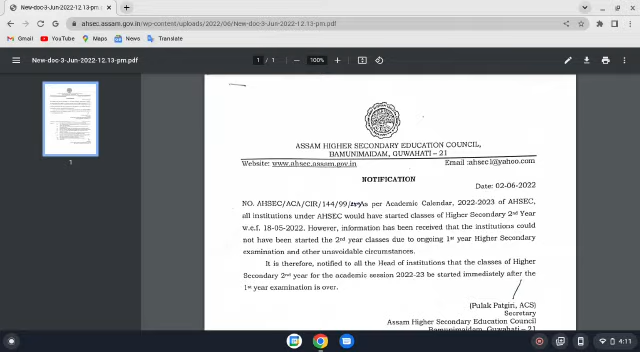 New-doc-3-Jun-2022-12.13-pm.p
ahsec.assam.gov.in/wp-content/uploads/2022/06/New-doc-3-Jun-2022-12.13-pm.pdf
Gmail YouTube Maps News Translate
New-doc-3-Jun-2022-12.13-pm.pdf
1 / 1 100%
1
ASSAM HIGHER SECONDARY EDUCATION COUNCIL,
BAMUNIMAIDAM, GUWAHATI – 21
Website: www.ahsec.assam.gov.in Email :ahsec1@yahoo.com
NOTIFICATION
Date: 02-06-2022
NO. AHSEC/ACA/CIR/144/99/ As per Academic Calendar, 2022-2023 of AHSEC,
all institutions under AHSEC would have started classes of Higher Secondary 2nd Year
w.e.f. 18-05-2022. However, information has been received that the institutions could
not have been started the 2nd year classes due to ongoing 1st year Higher Secondary
examination and other unavoidable circumstances.
It is therefore, notified to all the Head of institutions that the classes of Higher
Secondary 2nd year for the academic session 2022-23 be started immediately after the
1st year examination is over.
(Pulak Patgiri, ACS)
Secretary
Assam Higher Secondary Education Council
Bamunimaidam, Guwahati – 21
4:11